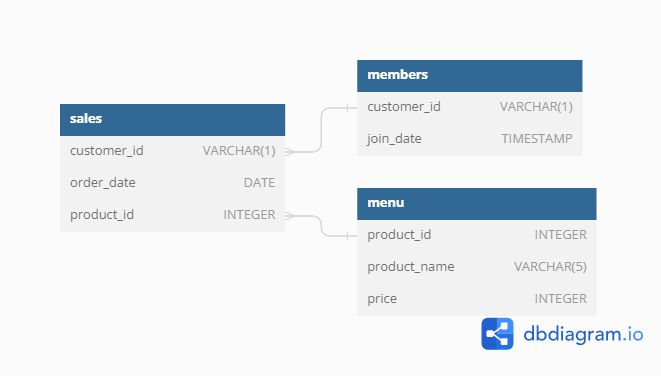 sales
customer_id VARCHAR(1)
order_date DATE
product_id INTEGER
members
customer_id VARCHAR(1)
join_date TIMESTAMP
menu
product_id INTEGER
product_name VARCHAR(5)
price INTEGER
dbdiagram.io